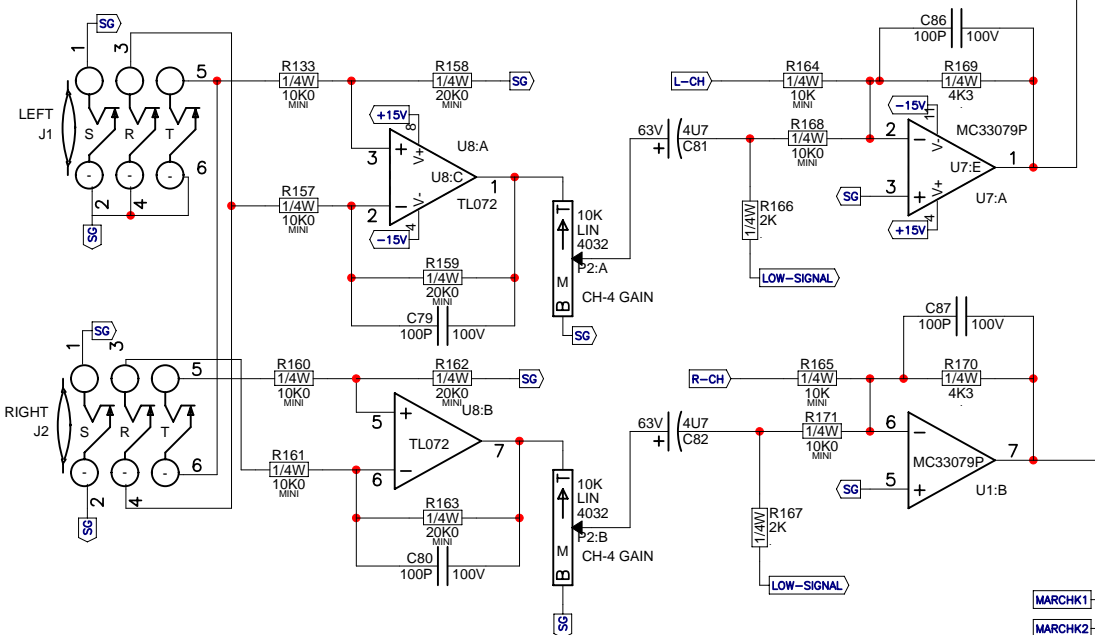 SG
1
3
5
LEFT
J1
S
R
T
6
2
4
SG
R133
1/4W
10K0
MINI
R158
1/4W
20K0
MINI
SG
+15V
8
V+
3
+
U8:A
U8:C
1
TL072
R157
1/4W
10K0
MINI
2
−
V-
4
−15V
R159
1/4W
20K0
MINI
C79
100P
100V
T
10K
LIN
4032
P2:A
M
CH-4 GAIN
B
SG
63V
+
4U7
C81
L−CH
R164
1/4W
10K
MINI
C86
100P
100V
R169
1/4W
4K3
.
R168
1/4W
10K0
MINI
−15V
11
V-
MC33079P
2
−
U7:E
1
SG
3
+
V+
U7:A
4
+15V
R166
1/4W
2K
.
LOW−SIGNAL
SG
1
3
5
RIGHT
J2
S
R
T
6
2
4
SG
R160
1/4W
10K0
MINI
R162
1/4W
20K0
MINI
SG
U8:B
5
+
TL072
7
R161
1/4W
10K0
MINI
6
−
R163
1/4W
20K0
MINI
C80
100P
100V
T
10K
LIN
4032
P2:B
M
CH-4 GAIN
B
SG
63V
+
4U7
C82
R−CH
R165
1/4W
10K
MINI
C87
100P
100V
R170
1/4W
4K3
.
R171
1/4W
10K0
MINI
6
−
MC33079P
7
SG
5
+
U1:B
R167
1/4W
2K
.
LOW−SIGNAL
MARCHK1
MARCHK2